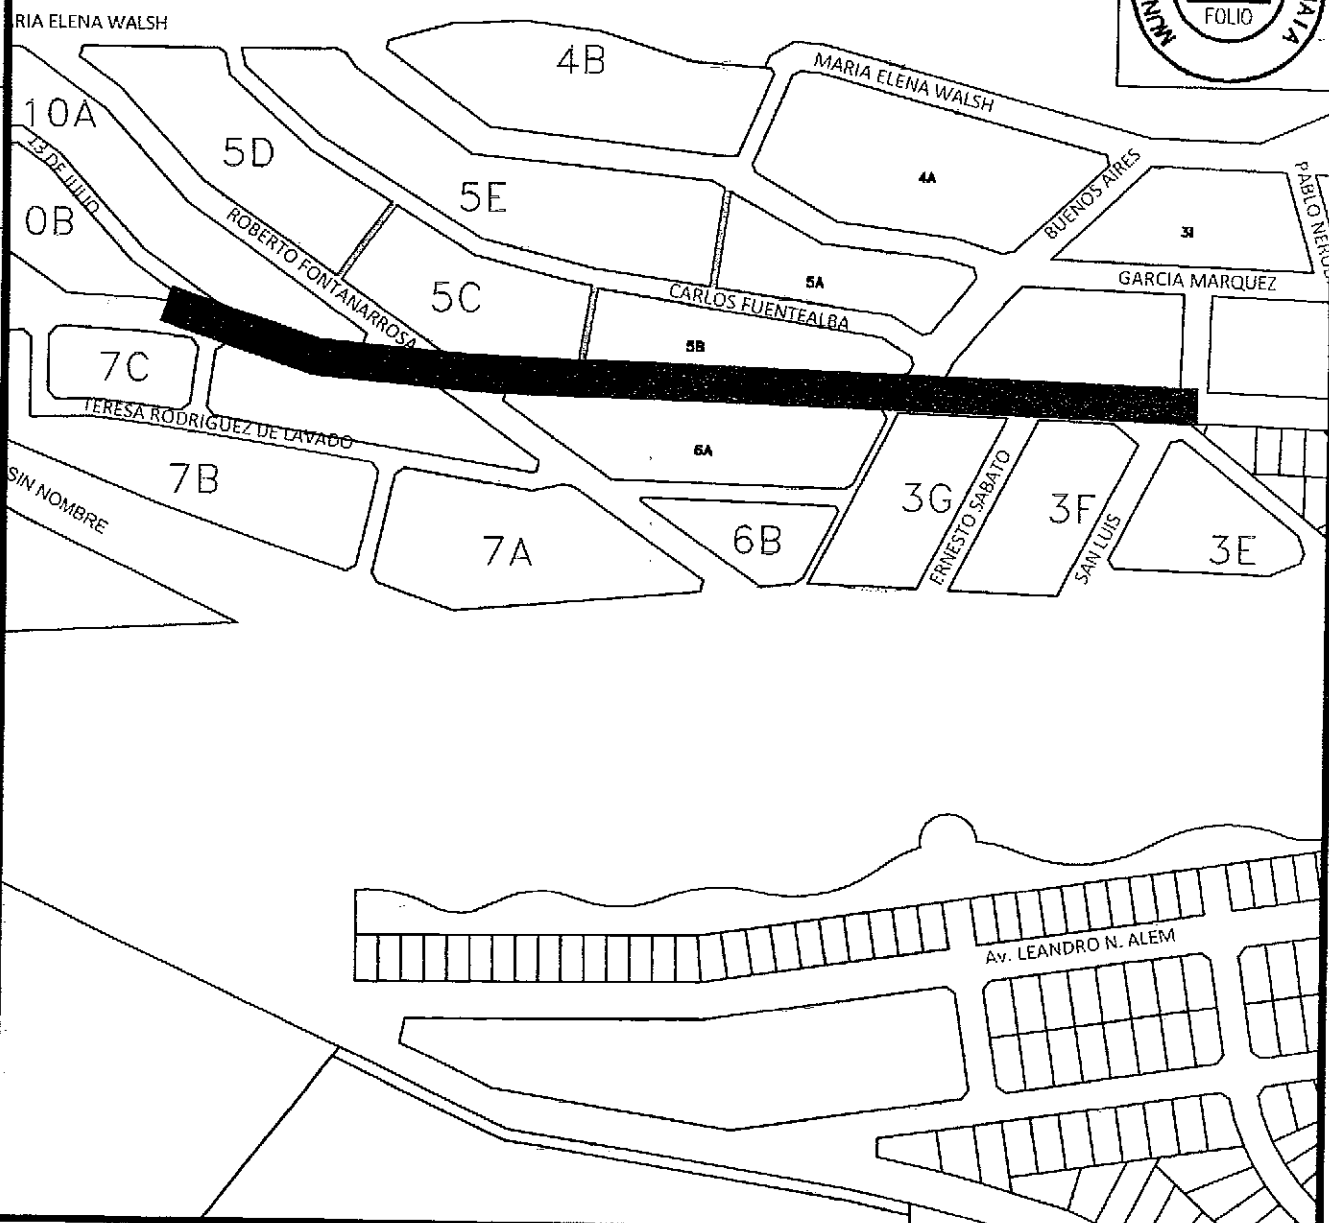 RIA ELENA WALSH
FOLIO
MUN
AIA
4B
MARIA ELENA WALSH
10A
13 DE JULIO
5D
5E
4A
BUENOS AIRES
PABLO NERUD
0B
ROBERTO FONTANARROSA
3I
GARCIA MARQUEZ
5C
CARLOS FUENTEALBA
5A
5B
7C
TERESA RODRIGUEZ DE LAVADO
6A
7B
SIN NOMBRE
3G
ERNESTO SABATO
3F
SAN LUIS
3E
7A
6B
Av. LEANDRO N. ALEM